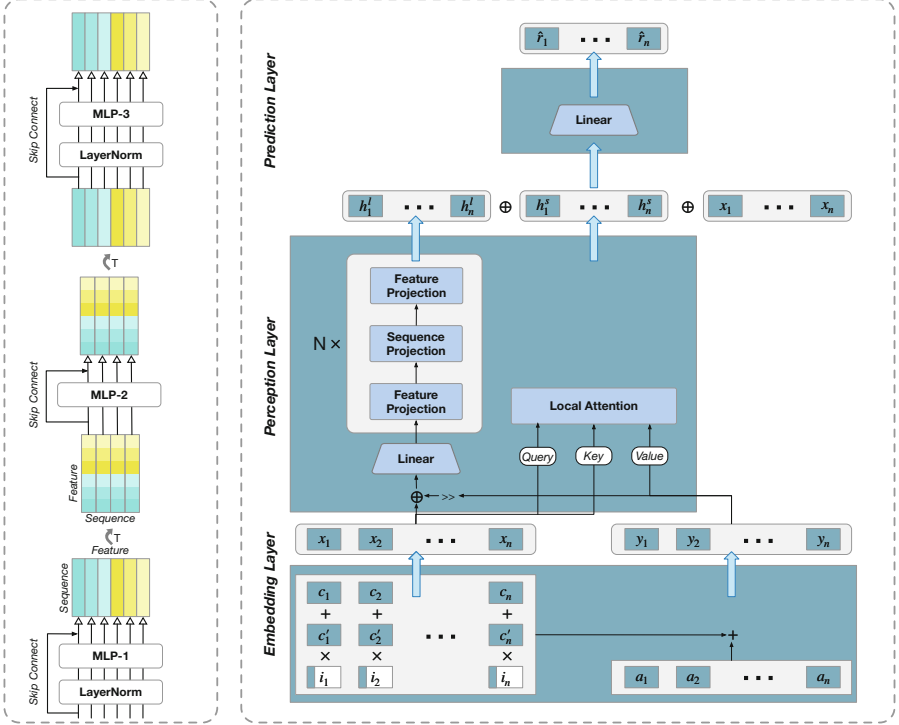 Skip Connect
MLP-3
LayerNorm
T
Skip Connect
MLP-2
Feature
Sequence
T
Feature
Sequence
Skip Connect
MLP-1
LayerNorm
Prediction Layer
r̂₁ ... r̂ₙ
Linear
h₁ˡ ... hₙˡ ⊕ h₁ˢ ... hₙˢ ⊕ x₁ ... xₙ
Perception Layer
N ×
Feature
Projection
Sequence
Projection
Feature
Projection
Linear
Local Attention
Query Key Value
⊕ >>
Embedding Layer
x₁ x₂ ... xₙ
y₁ y₂ ... yₙ
c₁ c₂ cₙ
+ + +
c′₁ c′₂ ... c′ₙ +
× × ×
i₁ i₂ iₙ
a₁ a₂ ... aₙ